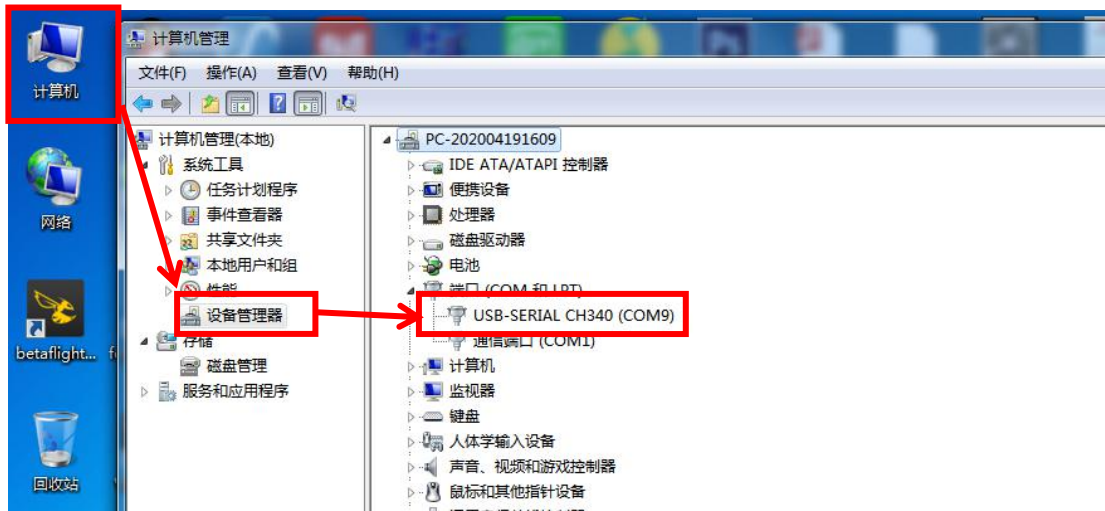 计算机
网络
betaflight...
回收站
计算机管理
文件(F) 操作(A) 查看(V) 帮助(H)
计算机管理(本地)
系统工具
任务计划程序
事件查看器
共享文件夹
本地用户和组
性能
设备管理器
存储
磁盘管理
服务和应用程序
PC-202004191609
IDE ATA/ATAPI 控制器
便携设备
处理器
磁盘驱动器
电池
端口 (COM 和 LPT)
USB-SERIAL CH340 (COM9)
通信端口 (COM1)
计算机
监视器
键盘
人体学输入设备
声音、视频和游戏控制器
鼠标和其他指针设备